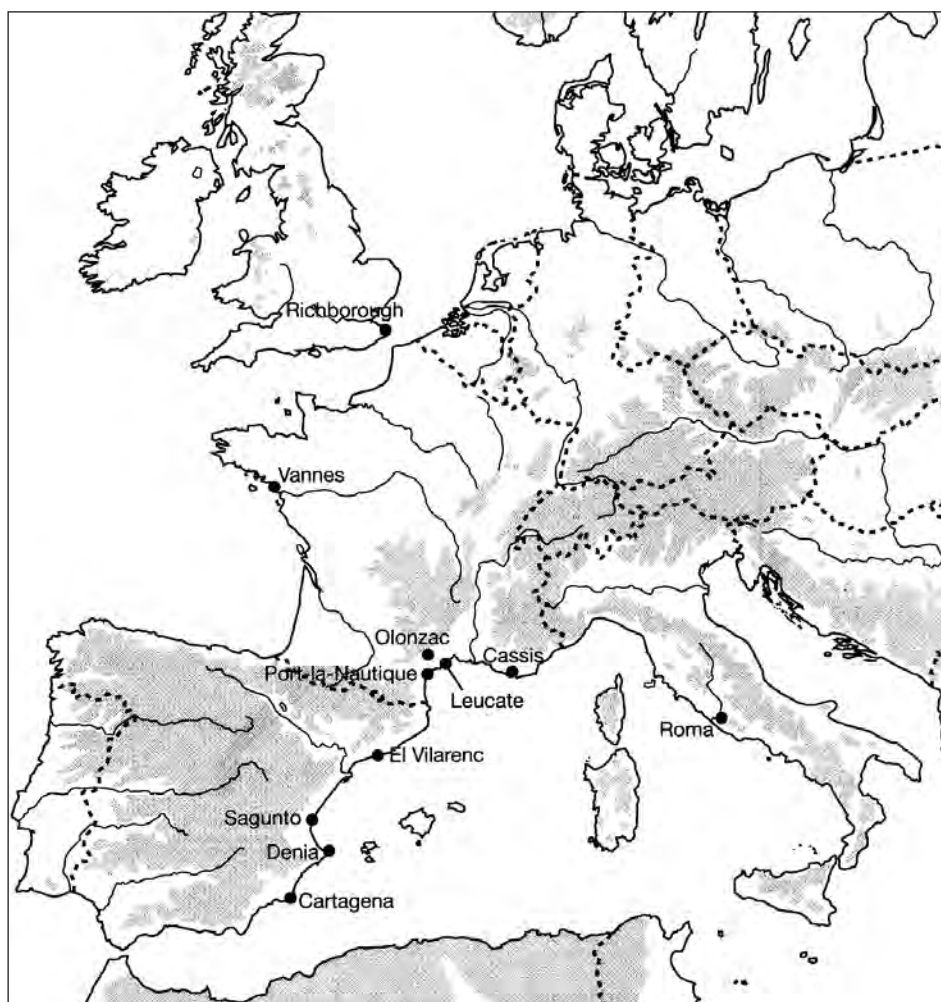 Richborough
Vannes
Olonzac
Cassis
Port-la-Nautique
Leucate
Roma
El Vilarenc
Sagunto
Denia
Cartagena